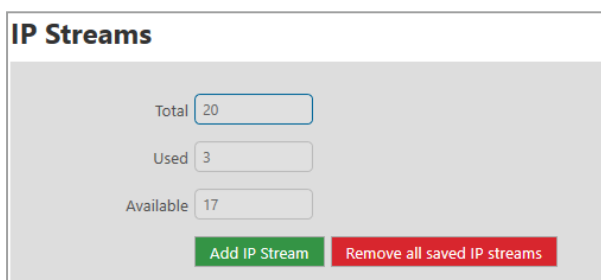 IP Streams
Total 20
Used 3
Available 17
Add IP Stream Remove all saved IP streams